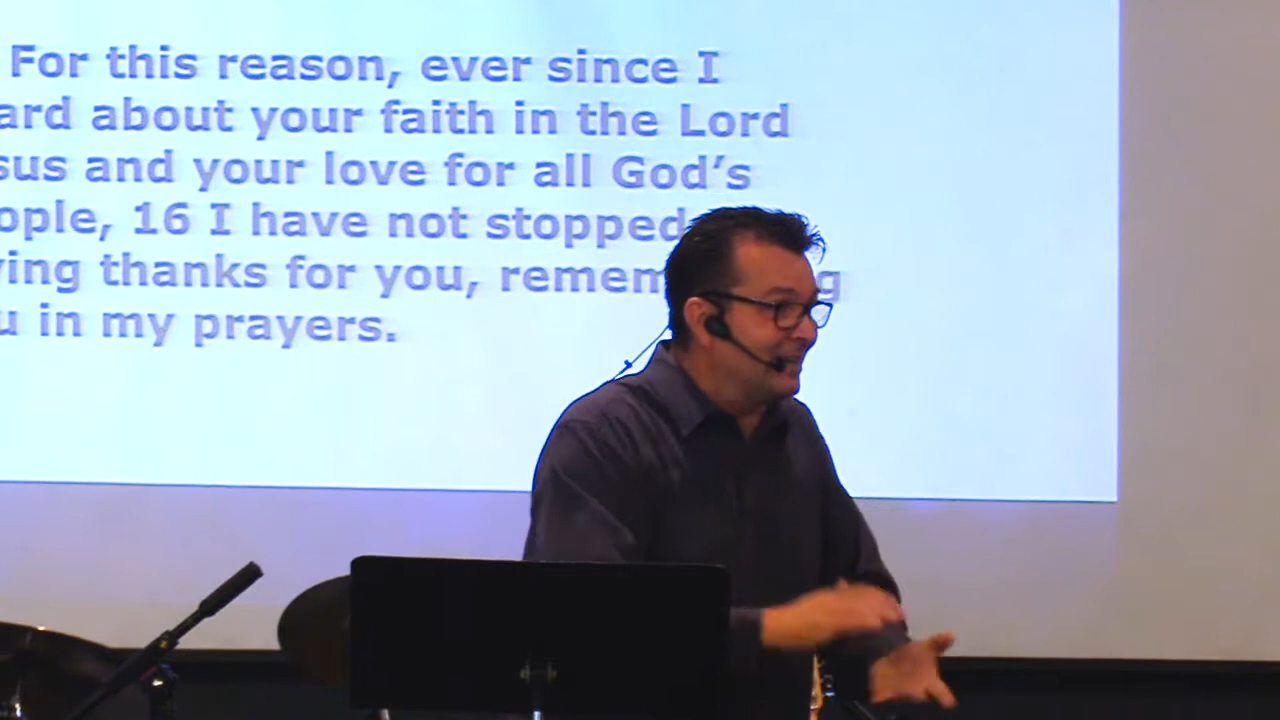 For this reason, ever since I
ard about your faith in the Lord
sus and your love for all God’s
ople, 16 I have not stopped
ving thanks for you, remem g
u in my prayers.